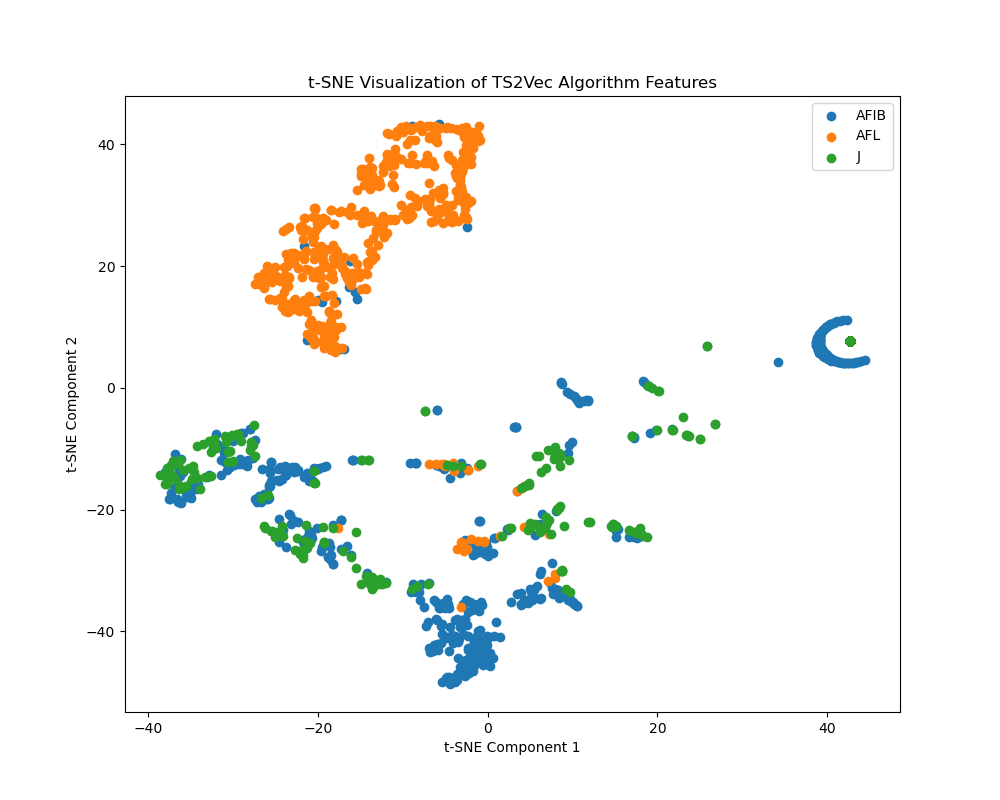 t-SNE Visualization of TS2Vec Algorithm Features
AFIB
AFL
J
40
20
0
−20
−40
t-SNE Component 2
−40
−20
0
20
40
t-SNE Component 1